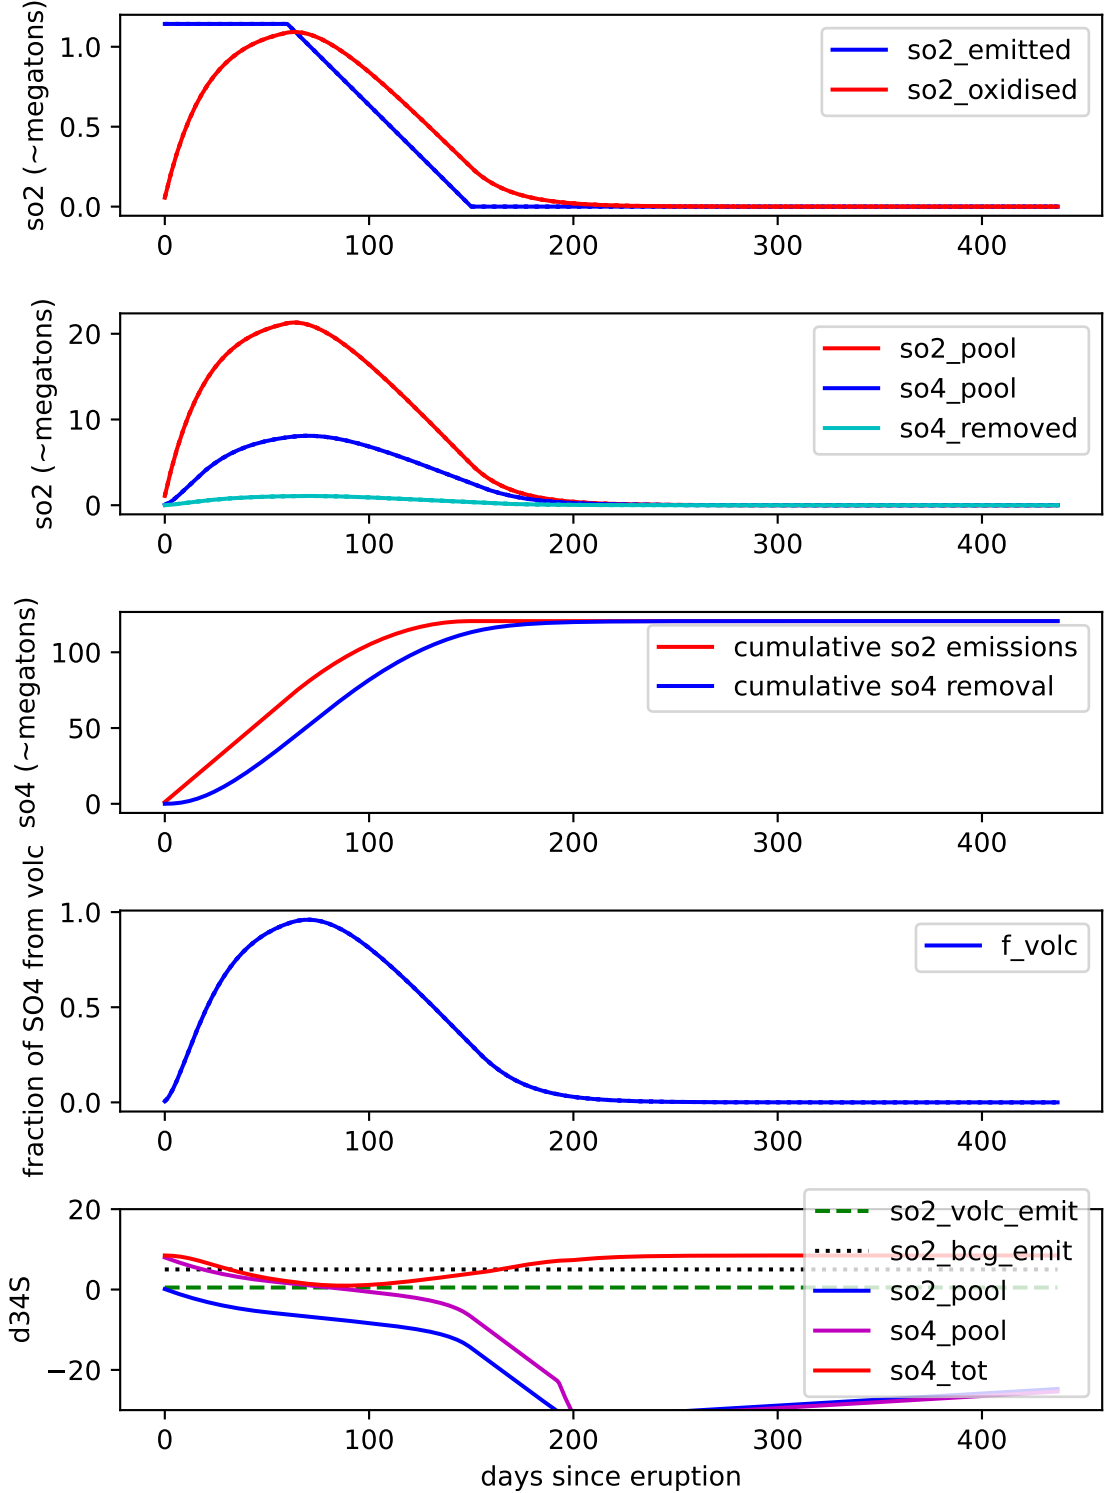 so2 (~megatons)
1.0
0.5
0.0
so2_emitted
so2_oxidised
0 100 200 300 400
so2 (~megatons)
20
10
0
so2_pool
so4_pool
so4_removed
0 100 200 300 400
so4 (~megatons)
100
50
0
cumulative so2 emissions
cumulative so4 removal
0 100 200 300 400
fraction of SO4 from volc
1.0
0.5
0.0
f_volc
0 100 200 300 400
d34S
20
0
−20
so2_volc_emit
so2_bcg_emit
so2_pool
so4_pool
so4_tot
0 100 200 300 400
days since eruption